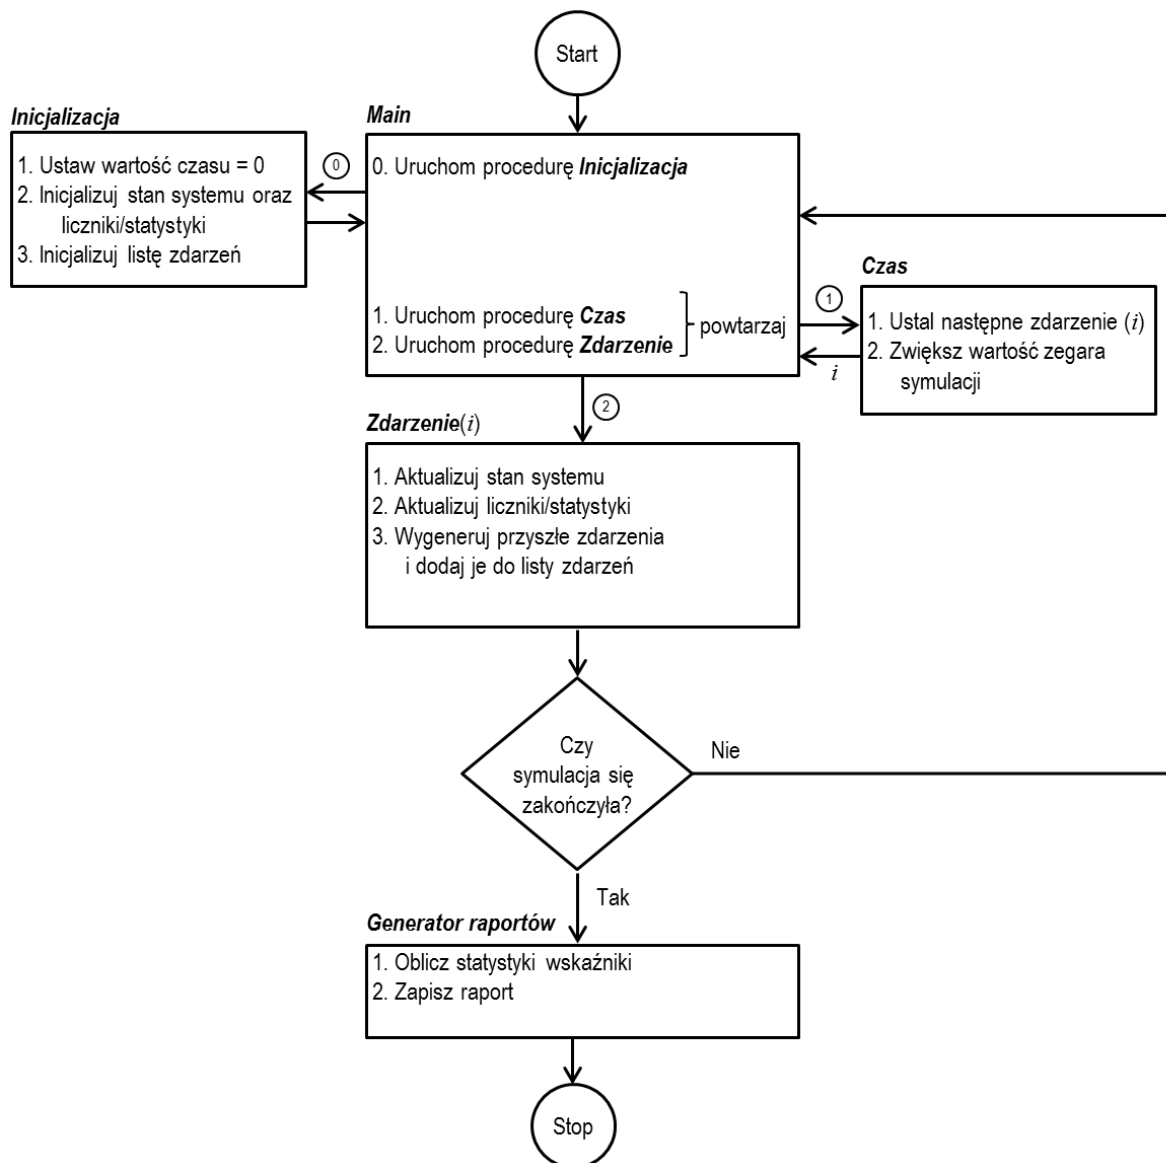 Start
Inicjalizacja
1. Ustaw wartość czasu = 0
2. Inicjalizuj stan systemu oraz
liczniki/statystyki
3. Inicjalizuj listę zdarzeń
0
Main
0. Uruchom procedurę Inicjalizacja
1. Uruchom procedurę Czas
2. Uruchom procedurę Zdarzenie
powtarzaj
1
i
Czas
1. Ustal następne zdarzenie (i)
2. Zwiększ wartość zegara
symulacji
2
Zdarzenie(i)
1. Aktualizuj stan systemu
2. Aktualizuj liczniki/statystyki
3. Wygeneruj przyszłe zdarzenia
i dodaj je do listy zdarzeń
Czy
symulacja się
zakończyła?
Nie
Tak
Generator raportów
1. Oblicz statystyki wskaźniki
2. Zapisz raport
Stop